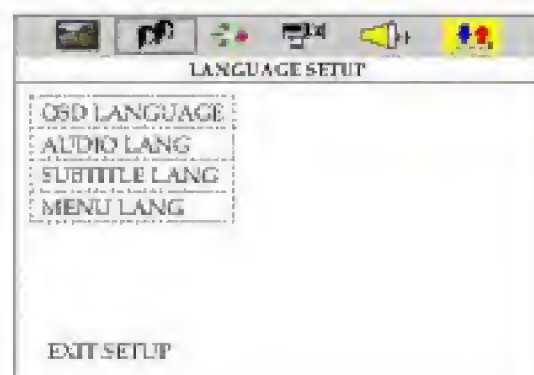 LANGUAGE SETUP
OSD LANGUAGE
AUDIO LANG
SUBTITLE LANG
MENU LANG
EXIT SETUP